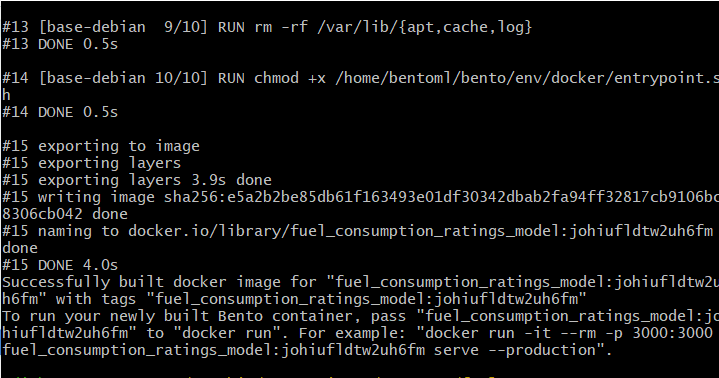 #13 [base-debian  9/10] RUN rm -rf /var/lib/{apt,cache,log}
#13 DONE 0.5s
#14 [base-debian 10/10] RUN chmod +x /home/bentoml/bento/env/docker/entrypoint.s
h
#14 DONE 0.5s
#15 exporting to image
#15 exporting layers
#15 exporting layers 3.9s done
#15 writing image sha256:e5a2b2be85db61f163493e01df30342dbab2fa94ff32817cb9106bc
8306cb042 done
#15 naming to docker.io/library/fuel_consumption_ratings_model:johiufldtw2uh6fm
done
#15 DONE 4.0s
Successfully built docker image for "fuel_consumption_ratings_model:johiufldtw2u
h6fm" with tags "fuel_consumption_ratings_model:johiufldtw2uh6fm"
To run your newly built Bento container, pass "fuel_consumption_ratings_model:jo
hiufldtw2uh6fm" to "docker run". For example: "docker run -it --rm -p 3000:3000
fuel_consumption_ratings_model:johiufldtw2uh6fm serve --production".